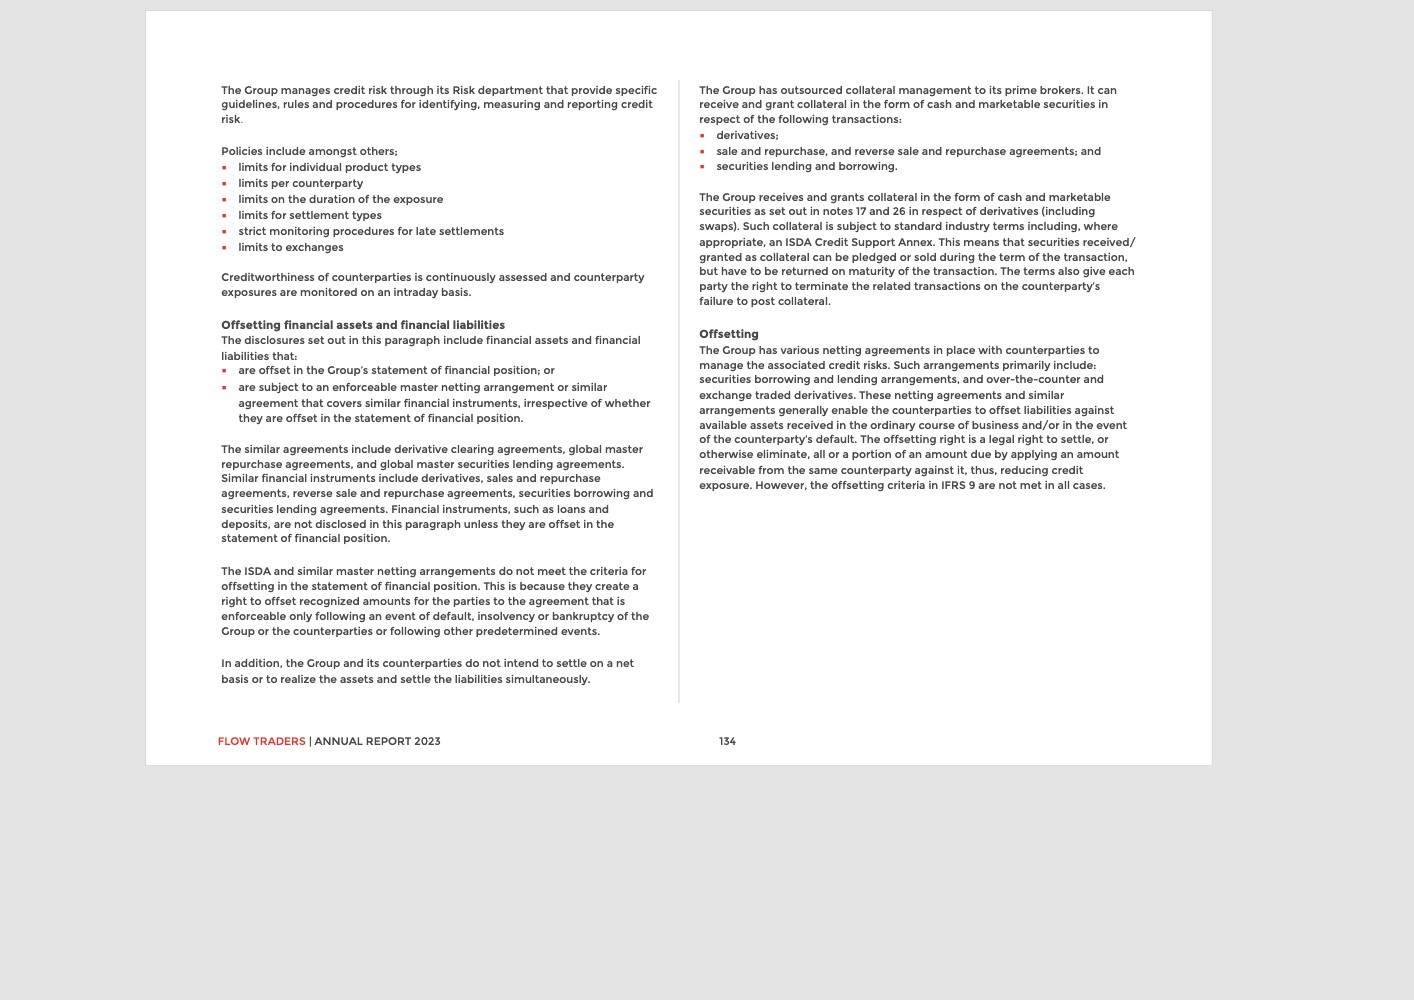 The Group manages credit risk through its Risk department that provide specific
guidelines, rules and procedures for identifying, measuring and reporting credit
risk.
Policies include amongst others;
▪ limits for individual product types
▪ limits per counterparty
▪ limits on the duration of the exposure
▪ limits for settlement types
▪ strict monitoring procedures for late settlements
▪ limits to exchanges
Creditworthiness of counterparties is continuously assessed and counterparty
exposures are monitored on an intraday basis.
Offsetting financial assets and financial liabilities
The disclosures set out in this paragraph include financial assets and financial
liabilities that:
▪ are offset in the Group's statement of financial position; or
▪ are subject to an enforceable master netting arrangement or similar
agreement that covers similar financial instruments, irrespective of whether
they are offset in the statement of financial position.
The similar agreements include derivative clearing agreements, global master
repurchase agreements, and global master securities lending agreements.
Similar financial instruments include derivatives, sales and repurchase
agreements, reverse sale and repurchase agreements, securities borrowing and
securities lending agreements. Financial instruments, such as loans and
deposits, are not disclosed in this paragraph unless they are offset in the
statement of financial position.
The ISDA and similar master netting arrangements do not meet the criteria for
offsetting in the statement of financial position. This is because they create a
right to offset recognized amounts for the parties to the agreement that is
enforceable only following an event of default, insolvency or bankruptcy of the
Group or the counterparties or following other predetermined events.
In addition, the Group and its counterparties do not intend to settle on a net
basis or to realize the assets and settle the liabilities simultaneously.
The Group has outsourced collateral management to its prime brokers. It can
receive and grant collateral in the form of cash and marketable securities in
respect of the following transactions:
▪ derivatives;
▪ sale and repurchase, and reverse sale and repurchase agreements; and
▪ securities lending and borrowing.
The Group receives and grants collateral in the form of cash and marketable
securities as set out in notes 17 and 26 in respect of derivatives (including
swaps). Such collateral is subject to standard industry terms including, where
appropriate, an ISDA Credit Support Annex. This means that securities received/
granted as collateral can be pledged or sold during the term of the transaction,
but have to be returned on maturity of the transaction. The terms also give each
party the right to terminate the related transactions on the counterparty's
failure to post collateral.
Offsetting
The Group has various netting agreements in place with counterparties to
manage the associated credit risks. Such arrangements primarily include:
securities borrowing and lending arrangements, and over-the-counter and
exchange traded derivatives. These netting agreements and similar
arrangements generally enable the counterparties to offset liabilities against
available assets received in the ordinary course of business and/or in the event
of the counterparty's default. The offsetting right is a legal right to settle, or
otherwise eliminate, all or a portion of an amount due by applying an amount
receivable from the same counterparty against it, thus, reducing credit
exposure. However, the offsetting criteria in IFRS 9 are not met in all cases.
FLOW TRADERS | ANNUAL REPORT 2023
134